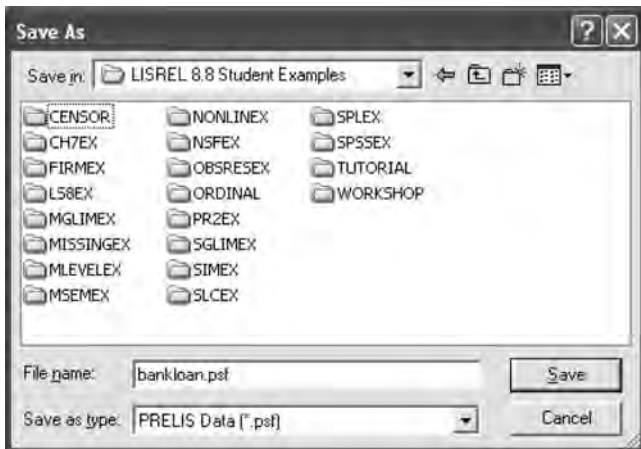 Save As
Save in: LISREL 8.8 Student Examples
CENSOR NONLINEX SPLEX
CH7EX NSFEX SPSSEX
FIRMEX OBSRESEX TUTORIAL
LS8EX ORDINAL WORKSHOP
MGLIMEX PR2EX
MISSINGEX SGLIMEX
MLEVELEX SIMEX
MSEMEX SLCEX
File name: bankloan.psf Save
Save as type: PRELIS Data (*.psf) Cancel